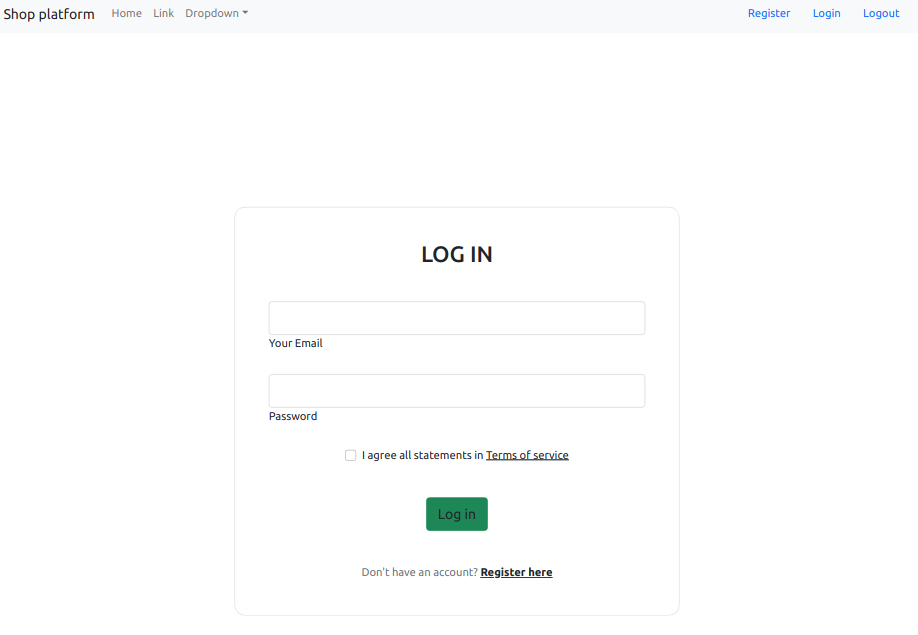 Shop platform Home Link Dropdown Register Login Logout
LOG IN
Your Email
Password
I agree all statements in Terms of service
Log in
Don't have an account? Register here